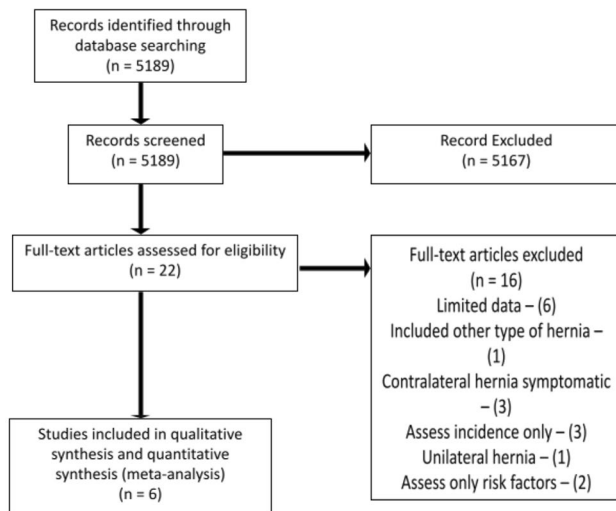 Records identified through
database searching
(n = 5189)
Records screened
(n = 5189)
Record Excluded
(n = 5167)
Full-text articles assessed for eligibility
(n = 22)
Full-text articles excluded
(n = 16)
Limited data – (6)
Included other type of hernia –
(1)
Contralateral hernia symptomatic
– (3)
Assess incidence only – (3)
Unilateral hernia – (1)
Assess only risk factors – (2)
Studies included in qualitative
synthesis and quantitative
synthesis (meta-analysis)
n = 6)